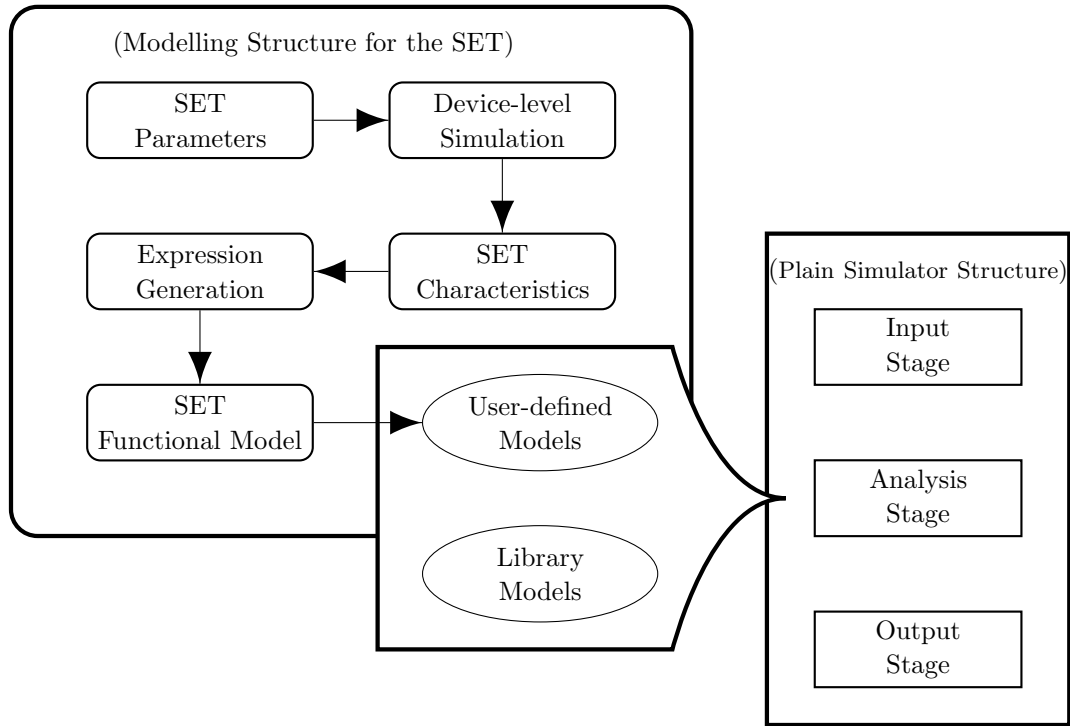 (Modelling Structure for the SET)
SET
Parameters
Device-level
Simulation
Expression
Generation
SET
Characteristics
SET
Functional Model
User-defined
Models
Library
Models
(Plain Simulator Structure)
Input
Stage
Analysis
Stage
Output
Stage